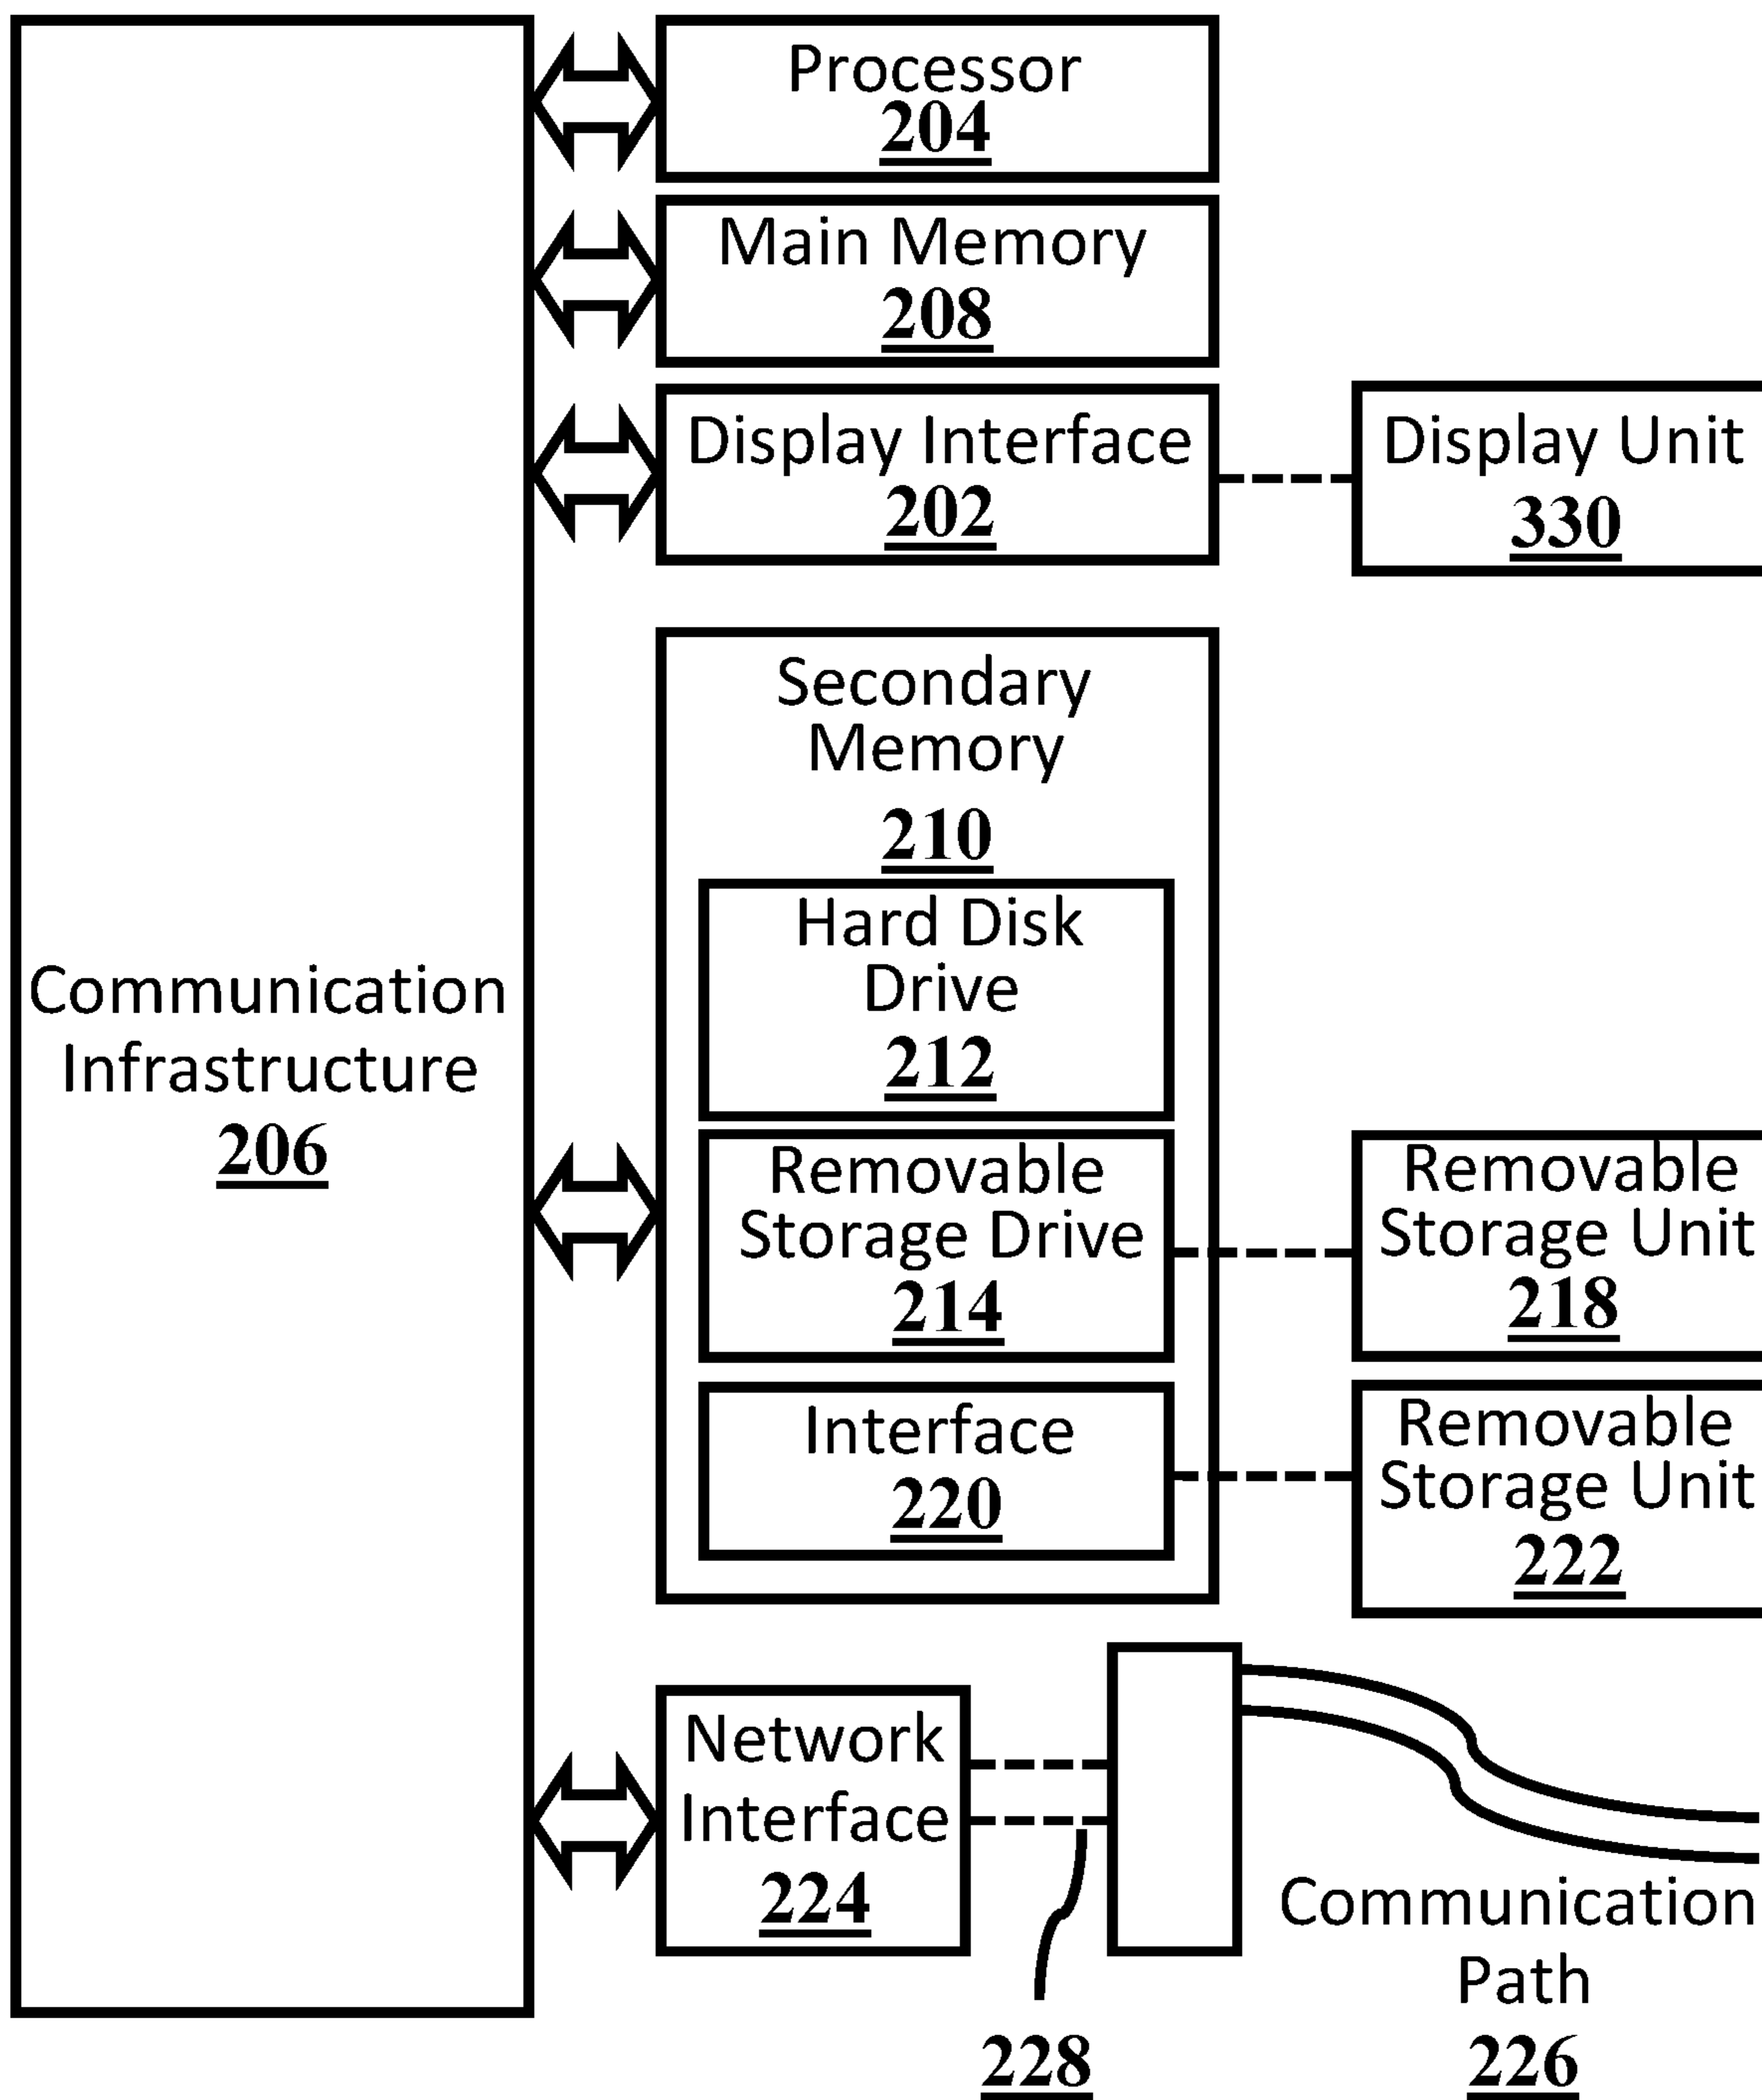 Processor
204
Main Memory
208
Display Interface
202
Display Unit
330
Secondary
Memory
210
Hard Disk
Drive
212
Communication
Infrastructure
206
Removable
Storage Drive
214
Removable
Storage Unit
218
Interface
220
Removable
Storage Unit
222
Network
Interface
224
228
Communication
Path
226